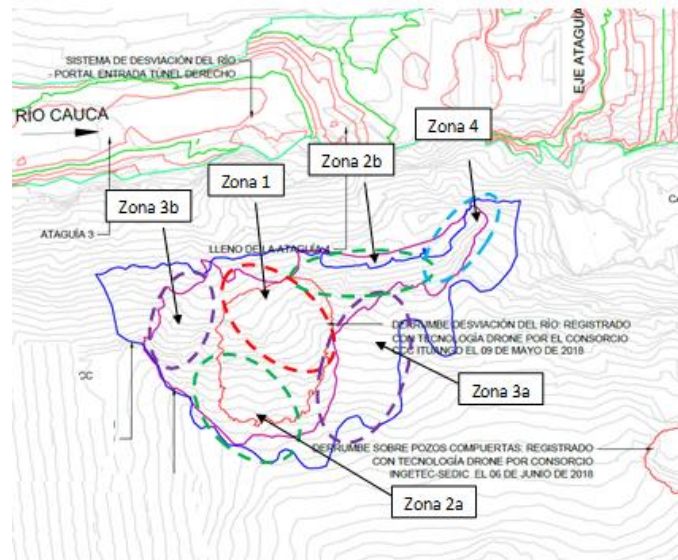 SISTEMA DE DESVIACIÓN DEL RÍO
- PORTAL ENTRADA TÚNEL DERECHO
EJE ATAGUÍA
RÍO CAUCA
Zona 4
Zona 2b
Zona 1
Zona 3b
ATAGUÍA 3
LLENO DE LA ATAGUÍA 4
DERRUMBE DESVIACIÓN DEL RÍO: REGISTRADO
CON TECNOLOGÍA DRONE POR EL CONSORCIO
CCC ITUANGO EL 09 DE MAYO DE 2018
Zona 3a
DERRUMBE SOBRE POZOS COMPUERTAS: REGISTRADO
CON TECNOLOGÍA DRONE POR CONSORCIO
INGETEC-SEDIC EL 06 DE JUNIO DE 2018
Zona 2a